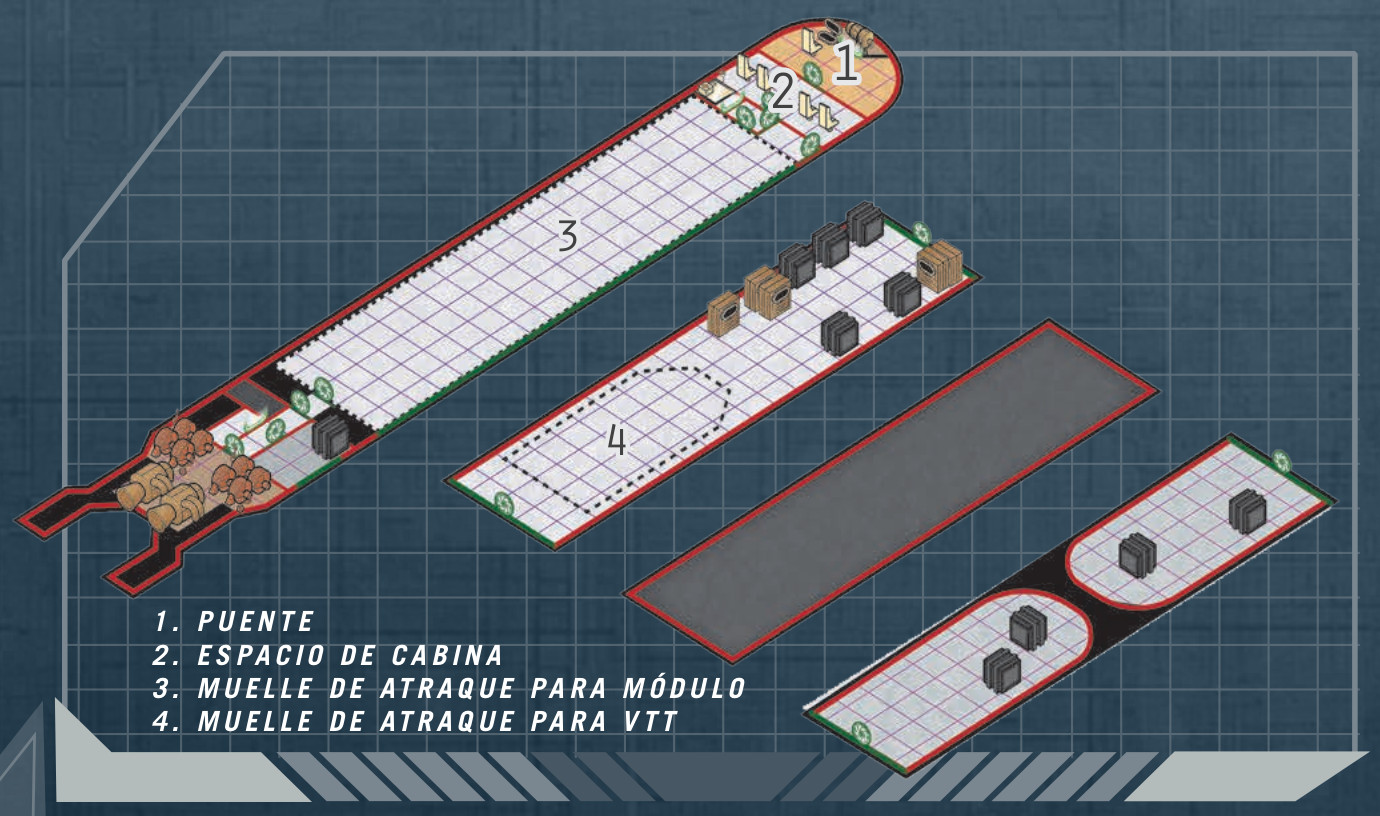 1
2
3
4
1. PUENTE
2. ESPACIO DE CABINA
3. MUELLE DE ATRAQUE PARA MÓDULO
4. MUELLE DE ATRAQUE PARA VTT